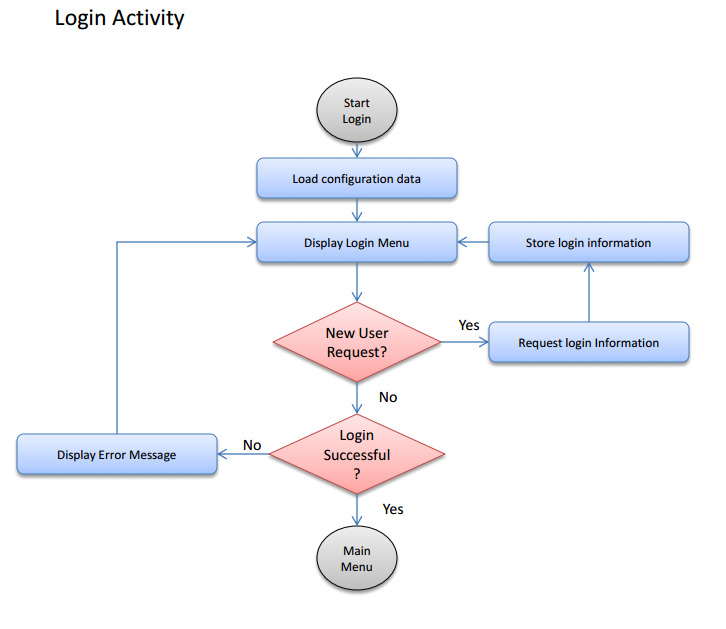 Login Activity
Start
Login
Load configuration data
Display Login Menu
Store login information
New User
Request?
Yes
Request login Information
No
Login
Successful
?
No
Display Error Message
Yes
Main
Menu